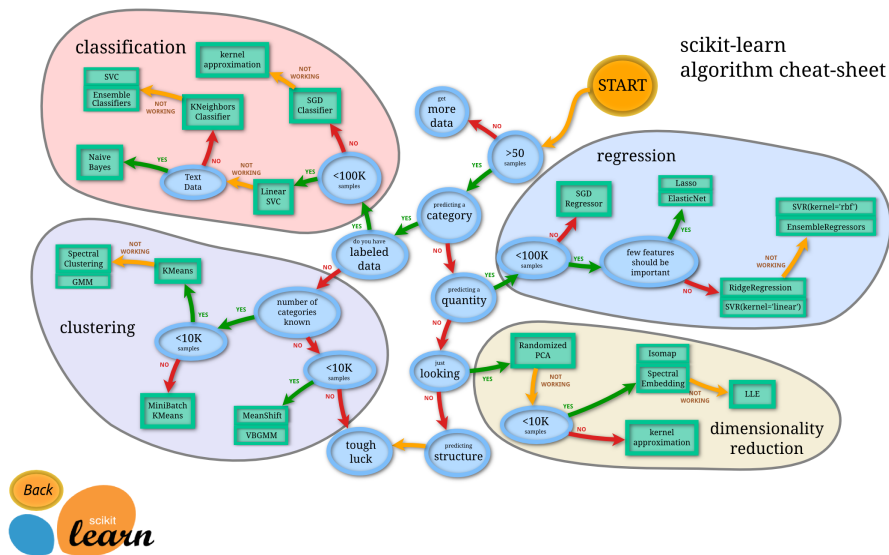 scikit-learn
algorithm cheat-sheet
START
classification
kernel
approximation
NOT
WORKING
SVC
Ensemble
Classifiers
NOT
WORKING
KNeighbors
Classifier
SGD
Classifier
NO
Naive
Bayes
YES
Text
Data
NO
NOT
WORKING
Linear
SVC
YES
<100K
samples
get
more
data
NO
>50
samples
YES
predicting a
category
YES
NO
do you have
labeled
data
YES
NO
predicting a
quantity
YES
NO
just
looking
YES
NO
predicting
structure
tough
luck
regression
SGD
Regressor
NO
<100K
samples
YES
few features
should be
important
YES
Lasso
ElasticNet
NO
RidgeRegression
SVR(kernel='linear')
NOT
WORKING
SVR(kernel='rbf')
EnsembleRegressors
clustering
Spectral
Clustering
GMM
NOT
WORKING
KMeans
YES
<10K
samples
NO
MiniBatch
KMeans
YES
number of
categories
known
NO
<10K
samples
YES
NO
MeanShift
VBGMM
dimensionality
reduction
Randomized
PCA
NOT
WORKING
<10K
samples
YES
NO
Isomap
Spectral
Embedding
NOT
WORKING
LLE
kernel
approximation
Back
scikit
learn